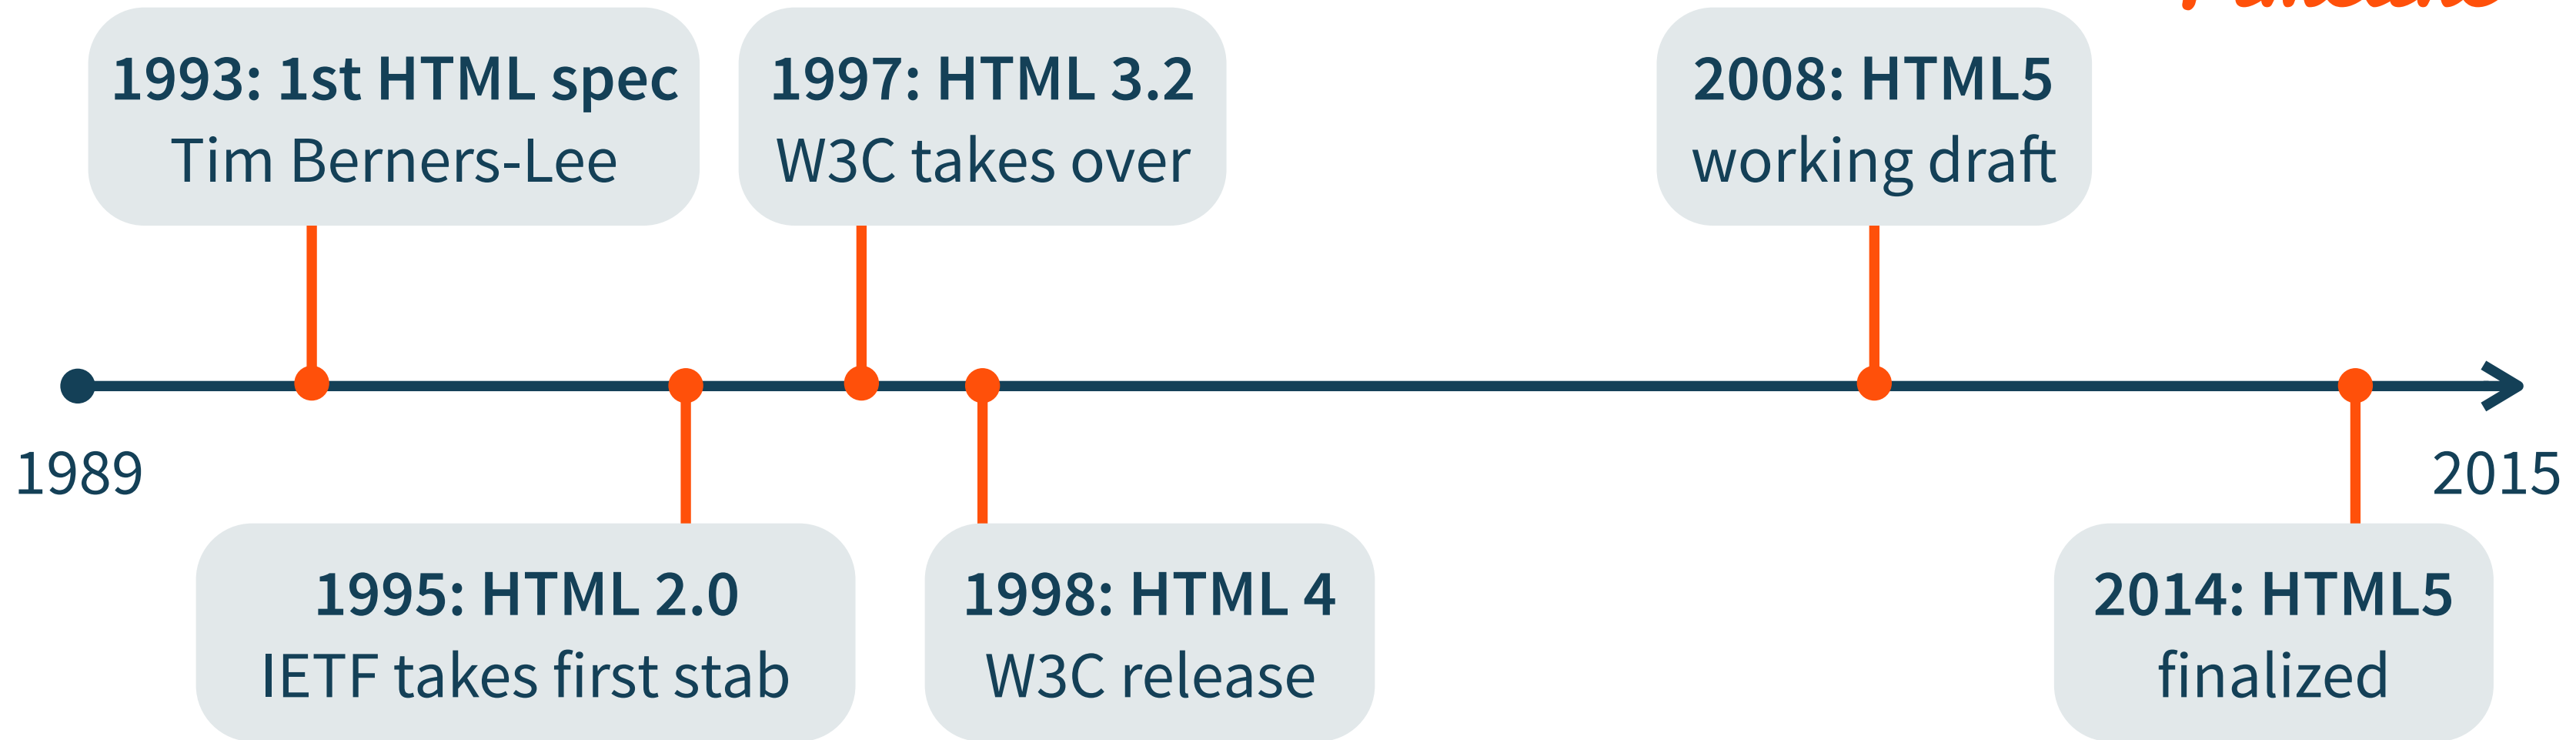 1993: 1st HTML spec
Tim Berners-Lee
1997: HTML 3.2
W3C takes over
2008: HTML5
working draft
1989
2015
1995: HTML 2.0
IETF takes first stab
1998: HTML 4
W3C release
2014: HTML5
finalized